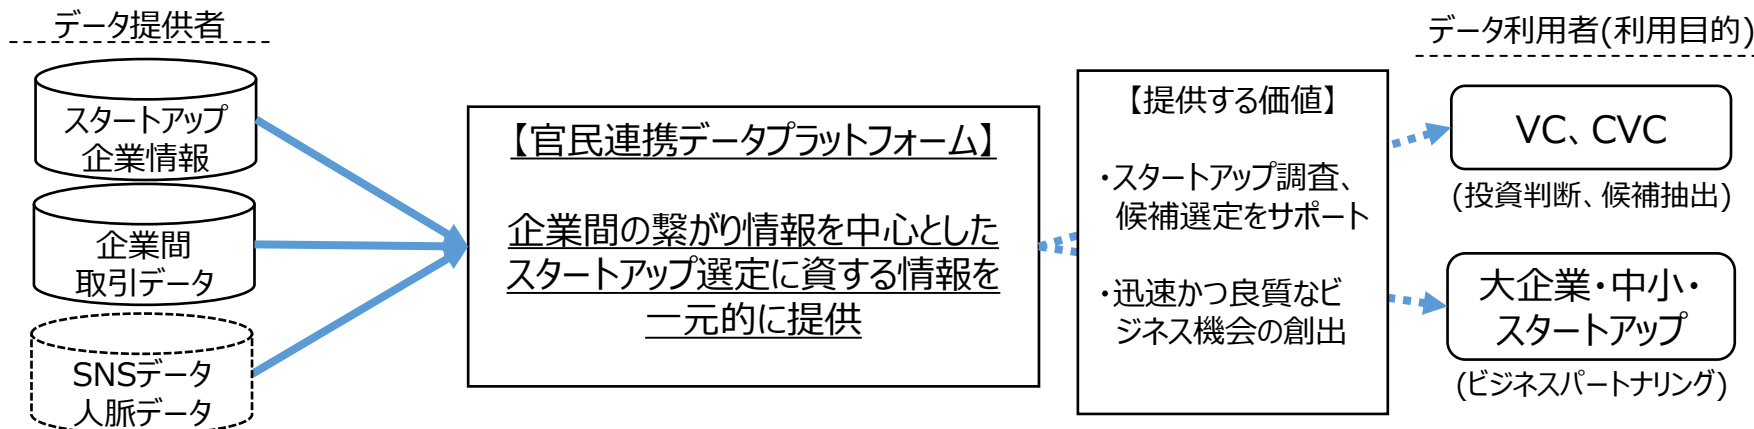 データ提供者
スタートアップ
企業情報
企業間
取引データ
SNSデータ
人脈データ
【官民連携データプラットフォーム】
企業間の繋がり情報を中心とした
スタートアップ選定に資する情報を
一元的に提供
【提供する価値】
・スタートアップ調査、
候補選定をサポート
・迅速かつ良質なビ
ジネス機会の創出
データ利用者(利用目的)
VC、CVC
(投資判断、候補抽出)
大企業・中小・
スタートアップ
(ビジネスパートナリング)